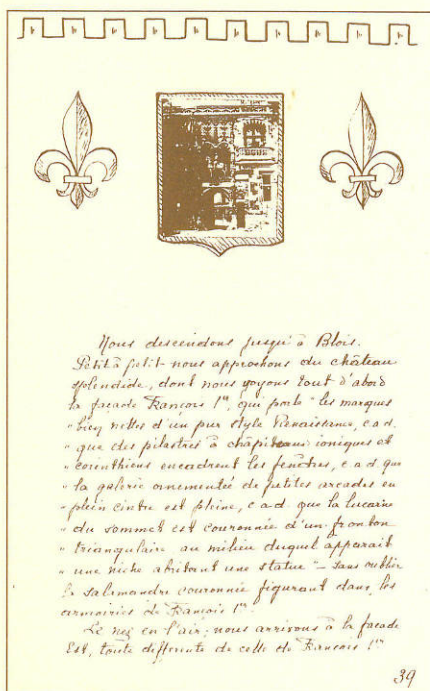 Nous descendons jusqu'à Blois.
Petit à petit nous approchons du château
splendide, dont nous voyons tout d'abord
la façade François Iᵉʳ, qui porte "les marques
"bien nettes d'un pur style Renaissance, c.a.d.
"que des pilastres à chapiteaux ioniques et
"corinthiens encadrent les fenêtres, c.a.d. que
"la galerie ornementée de petites arcades en
"plein cintre est pleine, c.a.d. que la lucarne
"du sommet est couronnée d'un fronton
"triangulaire au milieu duquel apparait
"une niche abritant une statue" – sans oublier
la salamandre couronnée figurant dans les
armoiries de François Iᵉʳ
Le nez en l'air, nous arrivons à la façade
Est, toute différente de celle de François Iᵉʳ
39